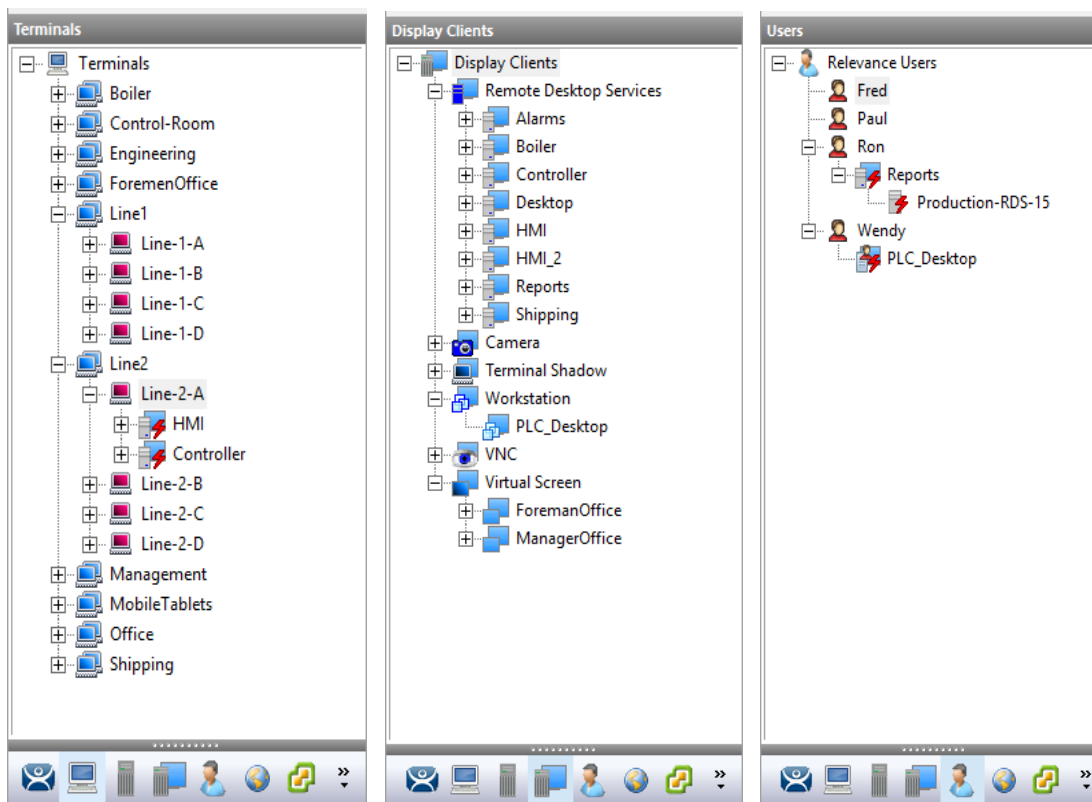 Terminals
Terminals
Boiler
Control-Room
Engineering
ForemenOffice
Line1
Line-1-A
Line-1-B
Line-1-C
Line-1-D
Line2
Line-2-A
HMI
Controller
Line-2-B
Line-2-C
Line-2-D
Management
MobileTablets
Office
Shipping
Display Clients
Display Clients
Remote Desktop Services
Alarms
Boiler
Controller
Desktop
HMI
HMI_2
Reports
Shipping
Camera
Terminal Shadow
Workstation
PLC_Desktop
VNC
Virtual Screen
ForemanOffice
ManagerOffice
Users
Relevance Users
Fred
Paul
Ron
Reports
Production-RDS-15
Wendy
PLC_Desktop